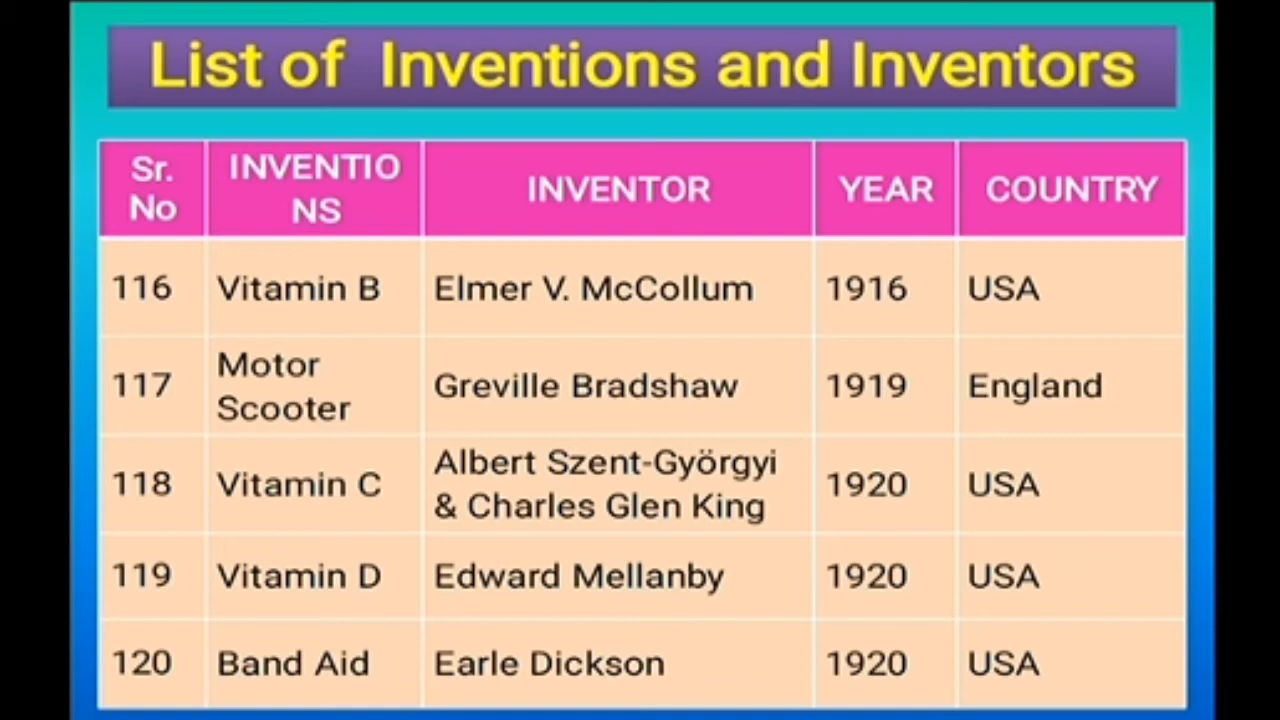 List of Inventions and Inventors
Sr. No INVENTIO NS INVENTOR YEAR COUNTRY
116 Vitamin B Elmer V. McCollum 1916 USA
117 Motor Scooter Greville Bradshaw 1919 England
118 Vitamin C Albert Szent-Györgyi & Charles Glen King 1920 USA
119 Vitamin D Edward Mellanby 1920 USA
120 Band Aid Earle Dickson 1920 USA